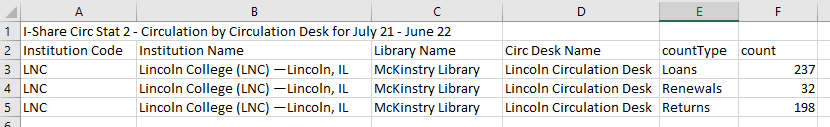 A B C D E F
1 I-Share Circ Stat 2 - Circulation by Circulation Desk for July 21 - June 22
2 Institution Code Institution Name Library Name Circ Desk Name countType count
3 LNC Lincoln College (LNC) —Lincoln, IL McKinstry Library Lincoln Circulation Desk Loans 237
4 LNC Lincoln College (LNC) —Lincoln, IL McKinstry Library Lincoln Circulation Desk Renewals 32
5 LNC Lincoln College (LNC) —Lincoln, IL McKinstry Library Lincoln Circulation Desk Returns 198